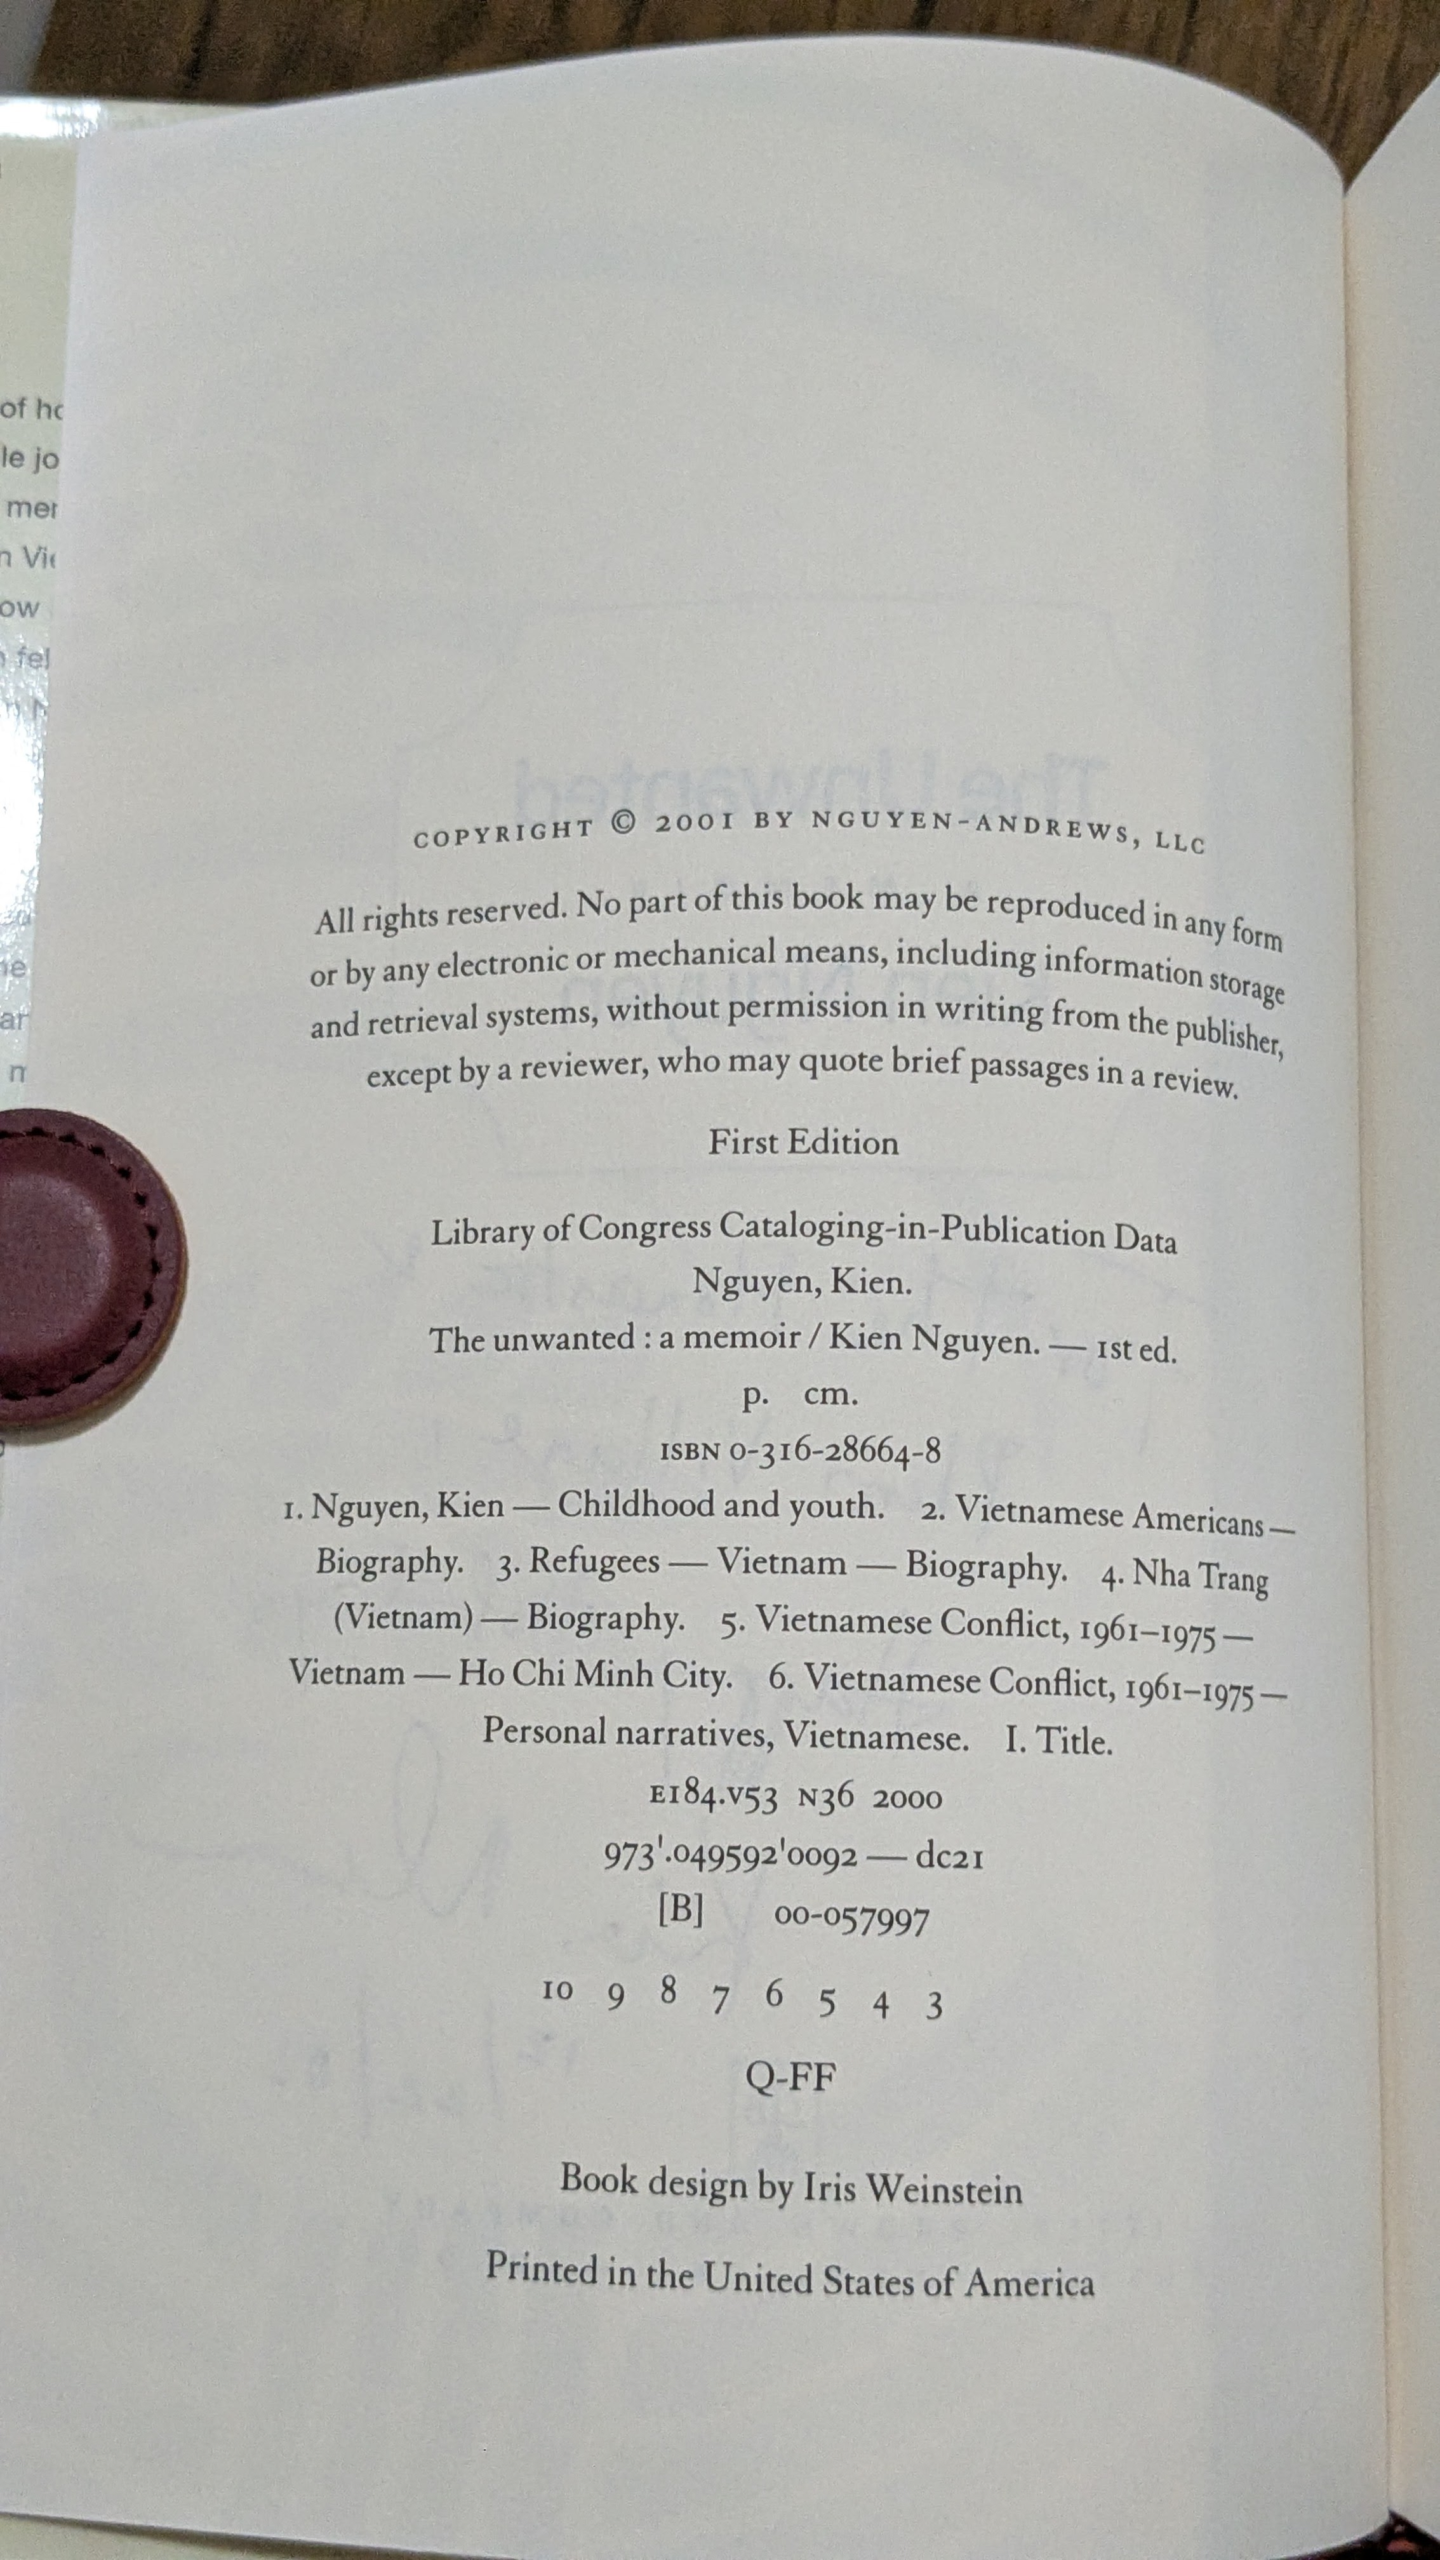 of
le
ow
COPYRIGHT © 2001 BY NGUYEN-ANDREWS, LLC
All rights reserved. No part of this book may be reproduced in any form
or by any electronic or mechanical means, including information storage
and retrieval systems, without permission in writing from the publisher,
except by a reviewer, who may quote brief passages in a review.
First Edition
Library of Congress Cataloging-in-Publication Data
Nguyen, Kien.
The unwanted : a memoir / Kien Nguyen. — 1st ed.
p. cm.
ISBN 0-316-28664-8
1. Nguyen, Kien — Childhood and youth. 2. Vietnamese Americans —
Biography. 3. Refugees — Vietnam — Biography. 4. Nha Trang
(Vietnam) — Biography. 5. Vietnamese Conflict, 1961–1975 —
Vietnam — Ho Chi Minh City. 6. Vietnamese Conflict, 1961–1975 —
Personal narratives, Vietnamese. I. Title.
E184.V53 N36 2000
973'.049592'0092 — dc21
[B] 00-057997
10 9 8 7 6 5 4 3
Q-FF
Book design by Iris Weinstein
Printed in the United States of America